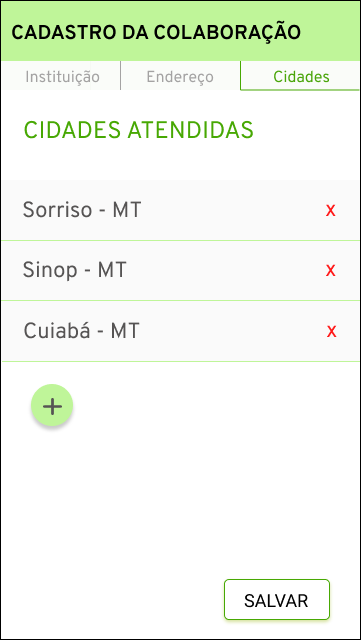 CADASTRO DA COLABORAÇÃO
Instituição Endereço Cidades
CIDADES ATENDIDAS
Sorriso - MT x
Sinop - MT x
Cuiabá - MT x
+
SALVAR